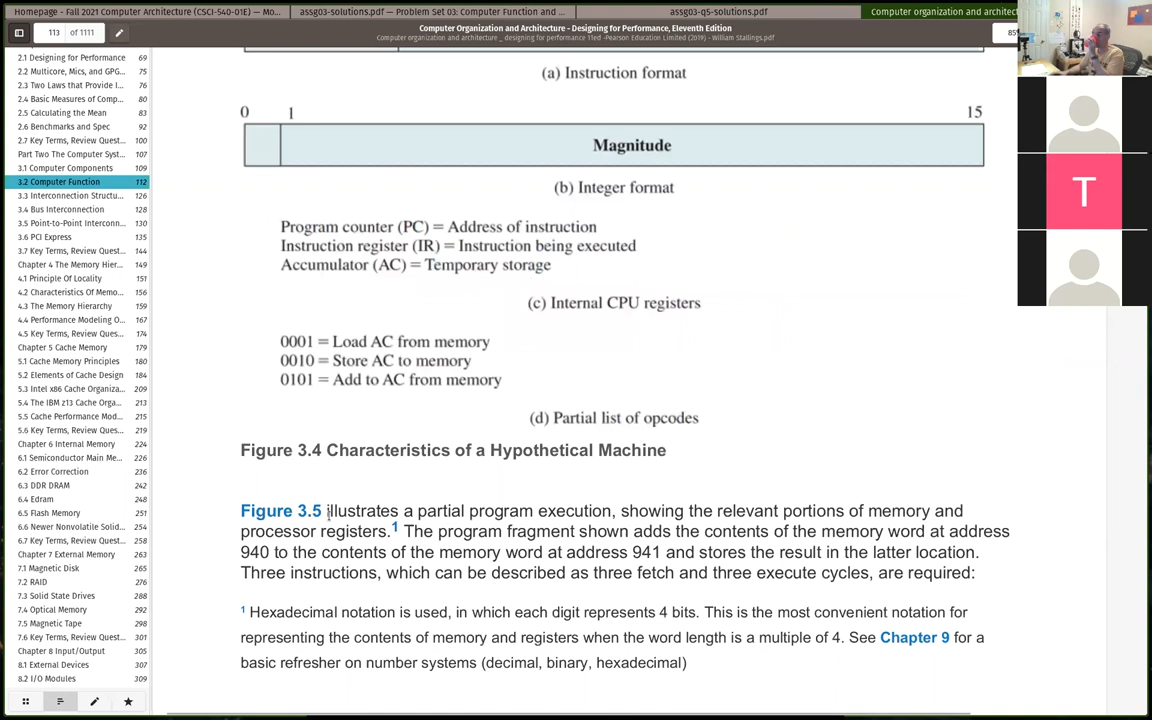 Homepage - Fall 2021 Computer Architecture (CSCI-540-01E) — Mo...
assg03-solutions.pdf — Problem Set 03: Computer Function and ...
assg03-q5-solutions.pdf
Computer organization and architect
113 of 1111
Computer Organization and Architecture - Designing for Performance, Eleventh Edition
Computer organization and architecture _ designing for performance 11ed -Pearson Education Limited (2019) - William Stallings.pdf
85
2.1 Designing for Performance 69
2.2 Multicore, Mics, and GPG... 75
2.3 Two Laws that Provide I... 76
2.4 Basic Measures of Comp... 80
2.5 Calculating the Mean 83
2.6 Benchmarks and Spec 92
2.7 Key Terms, Review Quest... 100
Part Two The Computer Syst... 107
3.1 Computer Components 109
3.2 Computer Function 112
3.3 Interconnection Structu... 126
3.4 Bus Interconnection 128
3.5 Point-to-Point Interconn... 130
3.6 PCI Express 135
3.7 Key Terms, Review Quest... 144
Chapter 4 The Memory Hier... 149
4.1 Principle Of Locality 151
4.2 Characteristics Of Memo... 156
4.3 The Memory Hierarchy 159
4.4 Performance Modeling O... 167
4.5 Key Terms, Review Ques... 174
Chapter 5 Cache Memory 179
5.1 Cache Memory Principles 180
5.2 Elements of Cache Design 184
5.3 Intel x86 Cache Organiza... 209
5.4 The IBM z13 Cache Orga... 213
5.5 Cache Performance Mod... 215
5.6 Key Terms, Review Ques... 219
Chapter 6 Internal Memory 224
6.1 Semiconductor Main Me... 225
6.2 Error Correction 236
6.3 DDR DRAM 242
6.4 Edram 248
6.5 Flash Memory 251
6.6 Newer Nonvolatile Solid... 254
6.7 Key Terms, Review Quest... 258
Chapter 7 External Memory 263
7.1 Magnetic Disk 265
7.2 RAID 276
7.3 Solid State Drives 288
7.4 Optical Memory 292
7.5 Magnetic Tape 298
7.6 Key Terms, Review Quest... 301
Chapter 8 Input/Output 305
8.1 External Devices 307
8.2 I/O Modules 309
(a) Instruction format
0 1 15
Magnitude
(b) Integer format
Program counter (PC) = Address of instruction
Instruction register (IR) = Instruction being executed
Accumulator (AC) = Temporary storage
(c) Internal CPU registers
0001 = Load AC from memory
0010 = Store AC to memory
0101 = Add to AC from memory
(d) Partial list of opcodes
Figure 3.4 Characteristics of a Hypothetical Machine
Figure 3.5 illustrates a partial program execution, showing the relevant portions of memory and
processor registers.1 The program fragment shown adds the contents of the memory word at address
940 to the contents of the memory word at address 941 and stores the result in the latter location.
Three instructions, which can be described as three fetch and three execute cycles, are required:
1 Hexadecimal notation is used, in which each digit represents 4 bits. This is the most convenient notation for
representing the contents of memory and registers when the word length is a multiple of 4. See Chapter 9 for a
basic refresher on number systems (decimal, binary, hexadecimal)
T